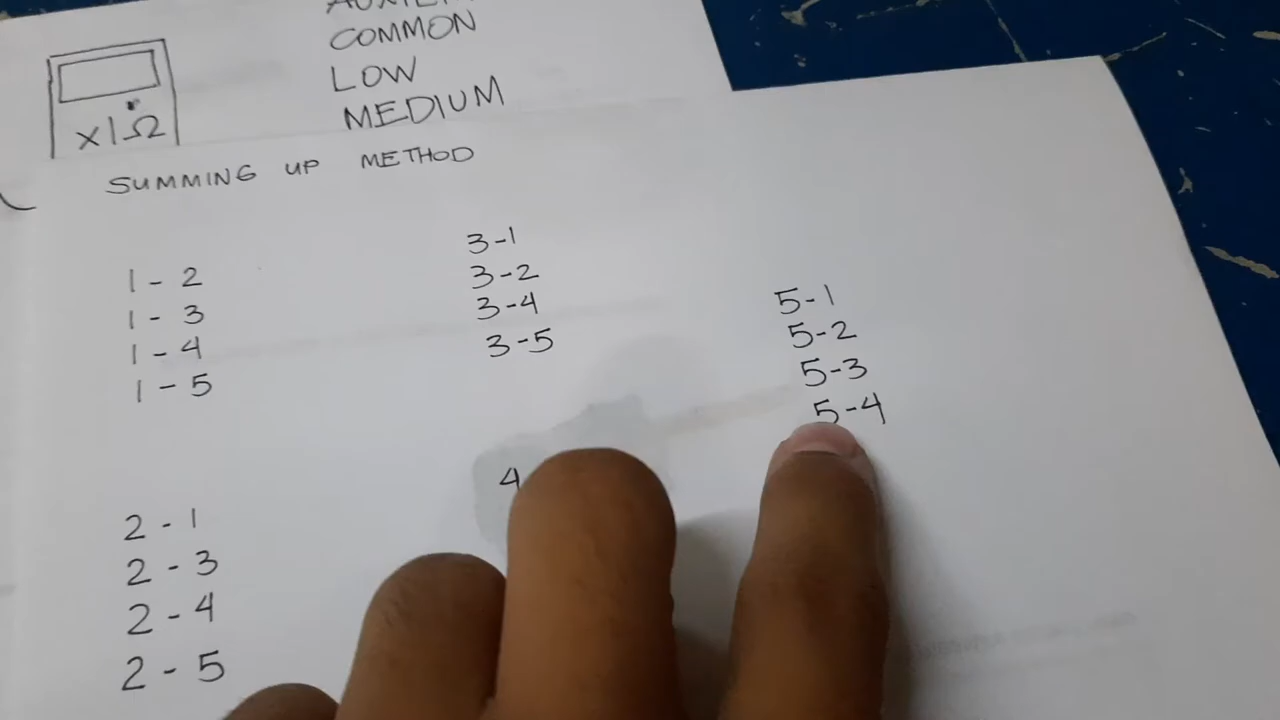 COMMON
LOW
MEDIUM
x1Ω
SUMMING UP METHOD
1 - 2
1 - 3
1 - 4
1 - 5
2 - 1
2 - 3
2 - 4
2 - 5
3-1
3-2
3-4
3-5
4
5-1
5-2
5-3
5-4